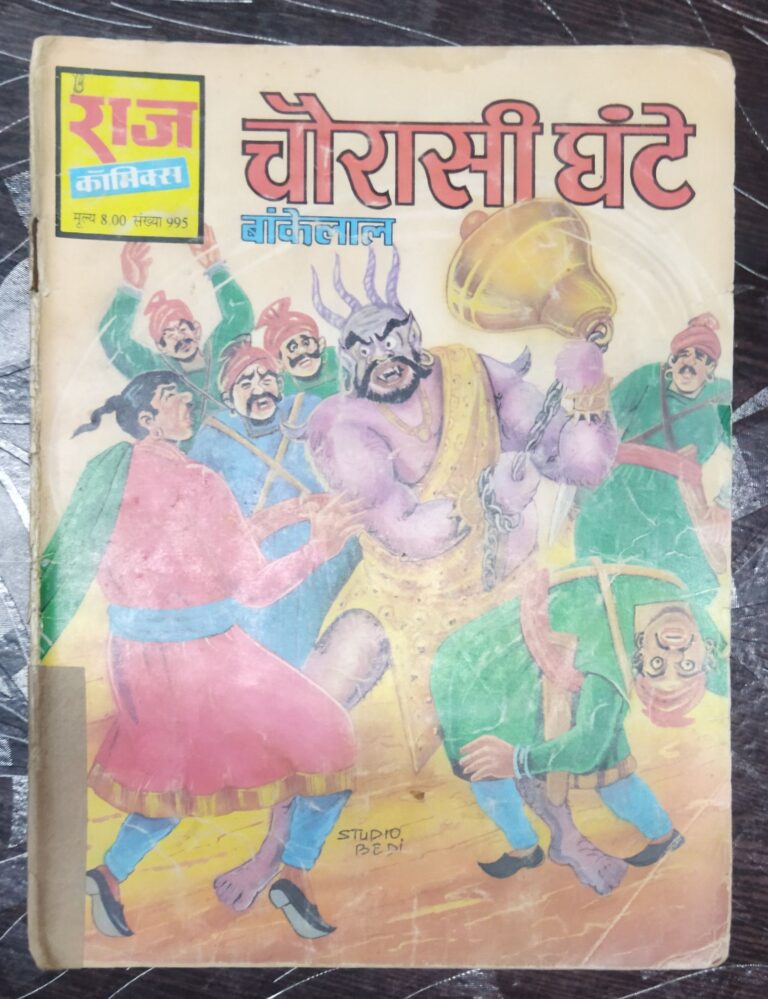 राज
कॉमिक्स
मूल्य 8.00 संख्या 995
चौरासी घंटे
बांकेलाल
STUDIO,
BEDI